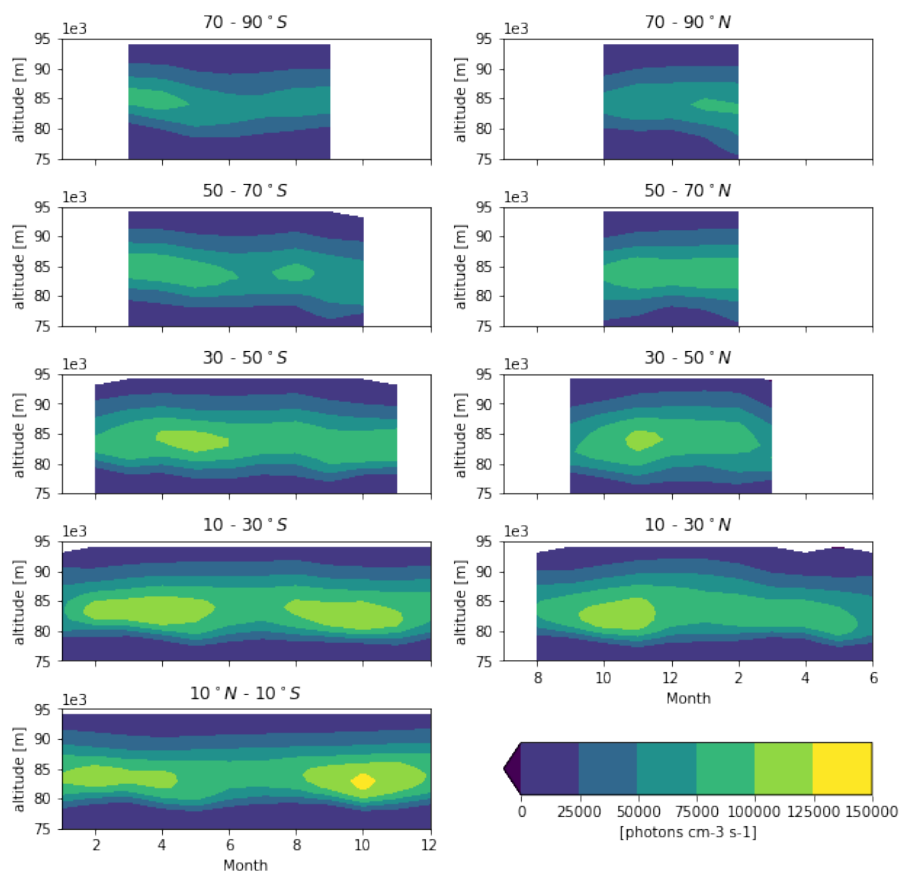 70 - 90°S
1e3
95
90
85
80
75
altitude [m]
70 - 90°N
1e3
95
90
85
80
75
altitude [m]
50 - 70°S
1e3
95
90
85
80
75
altitude [m]
50 - 70°N
1e3
95
90
85
80
75
altitude [m]
30 - 50°S
1e3
95
90
85
80
75
altitude [m]
30 - 50°N
1e3
95
90
85
80
75
altitude [m]
10 - 30°S
1e3
95
90
85
80
75
altitude [m]
10 - 30°N
1e3
95
90
85
80
75
altitude [m]
8 10 12 2 4 6
Month
10°N - 10°S
1e3
95
90
85
80
75
altitude [m]
2 4 6 8 10 12
Month
0 25000 50000 75000 100000 125000 150000
[photons cm-3 s-1]